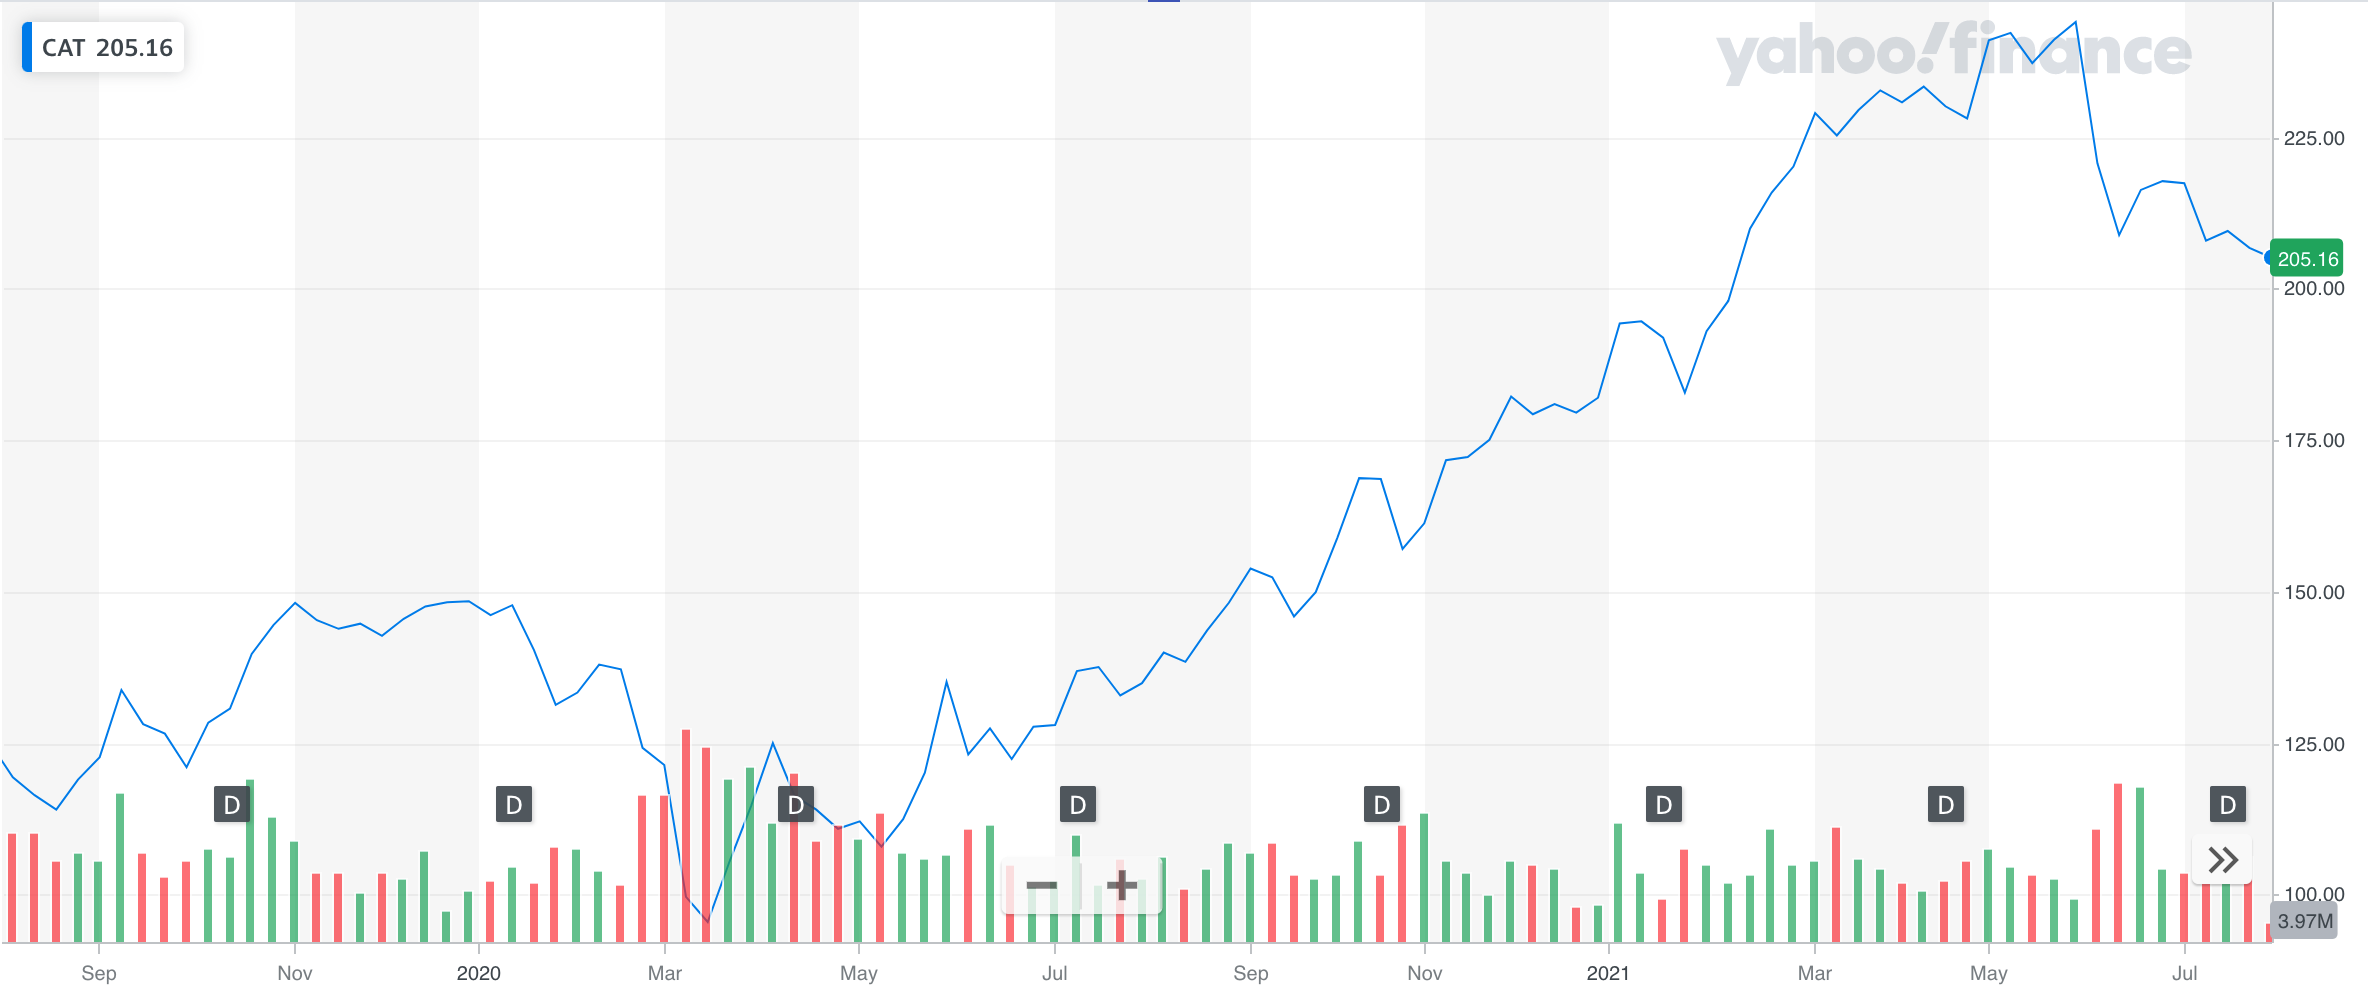 CAT 205.16
yahoo!finance
225.00
205.16
200.00
175.00
150.00
125.00
D D D D D D D D
100.00
3.97M
Sep Nov 2020 Mar May Jul Sep Nov 2021 Mar May Jul